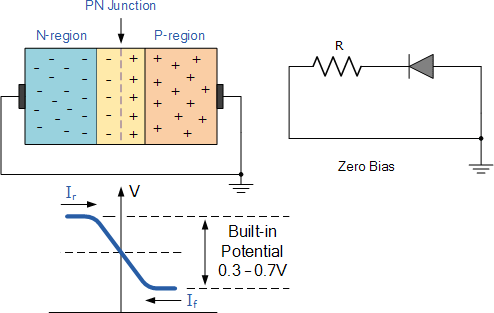 PN Junction
N-region
P-region
R
Zero Bias
Ir
V
Built-in
Potential
0.3 – 0.7V
If